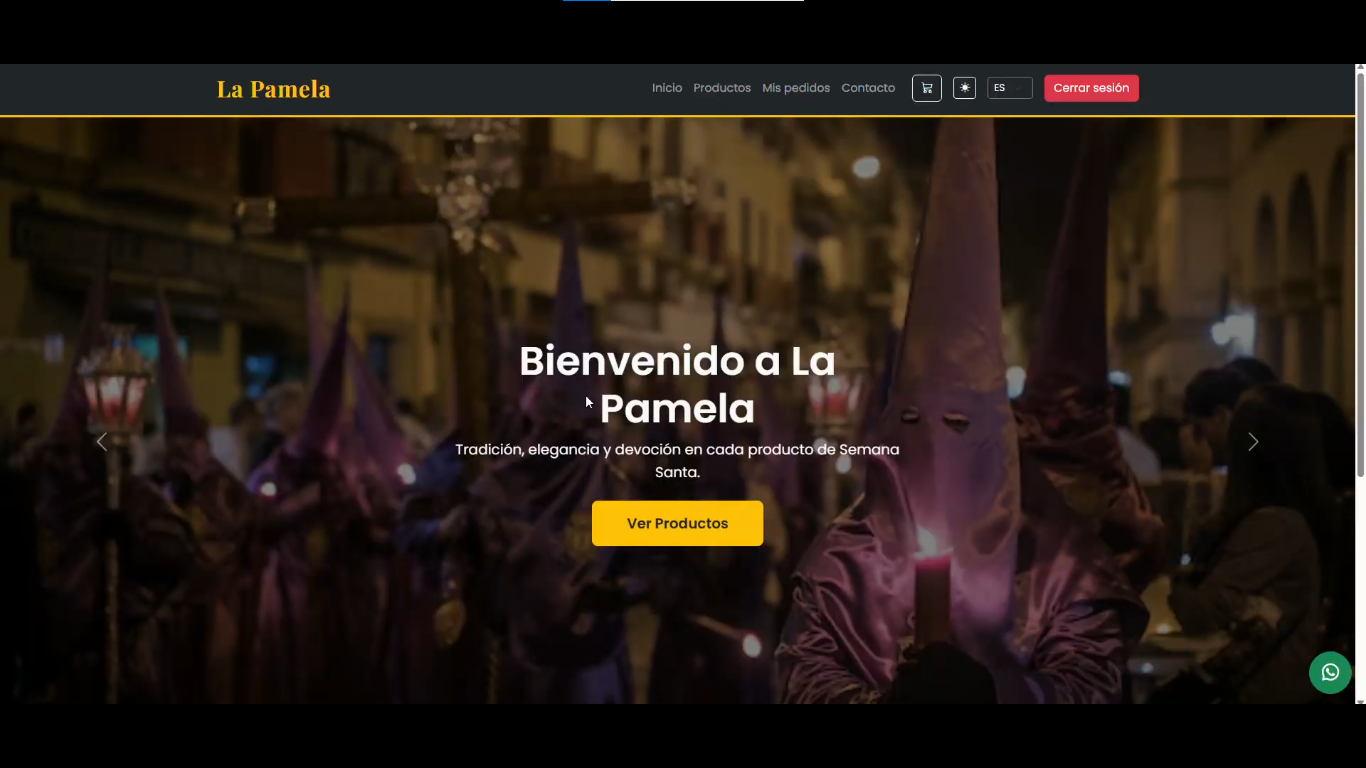 La Pamela
Inicio Productos Mis pedidos Contacto ES Cerrar sesión
Bienvenido a La
Pamela
Tradición, elegancia y devoción en cada producto de Semana
Santa.
Ver Productos